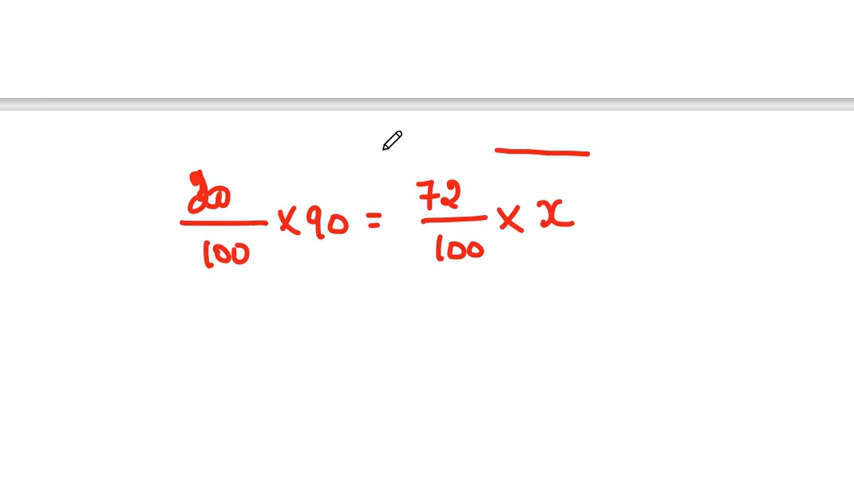 20/100 × 90 = 72/100 × x